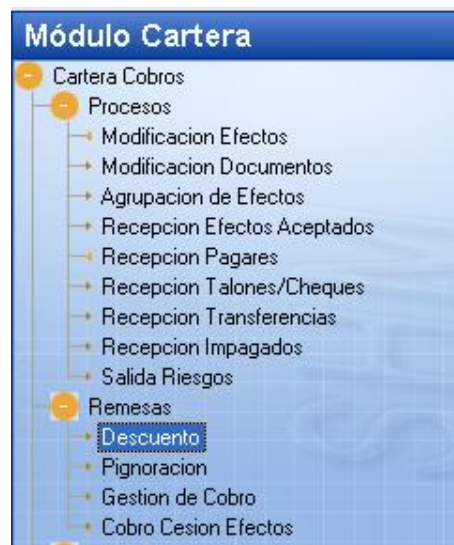 Módulo Cartera
Cartera Cobros
Procesos
Modificacion Efectos
Modificacion Documentos
Agrupacion de Efectos
Recepcion Efectos Aceptados
Recepcion Pagares
Recepcion Talones/Cheques
Recepcion Transferencias
Recepcion Impagados
Salida Riesgos
Remesas
Descuento
Pignoracion
Gestion de Cobro
Cobro Cesion Efectos